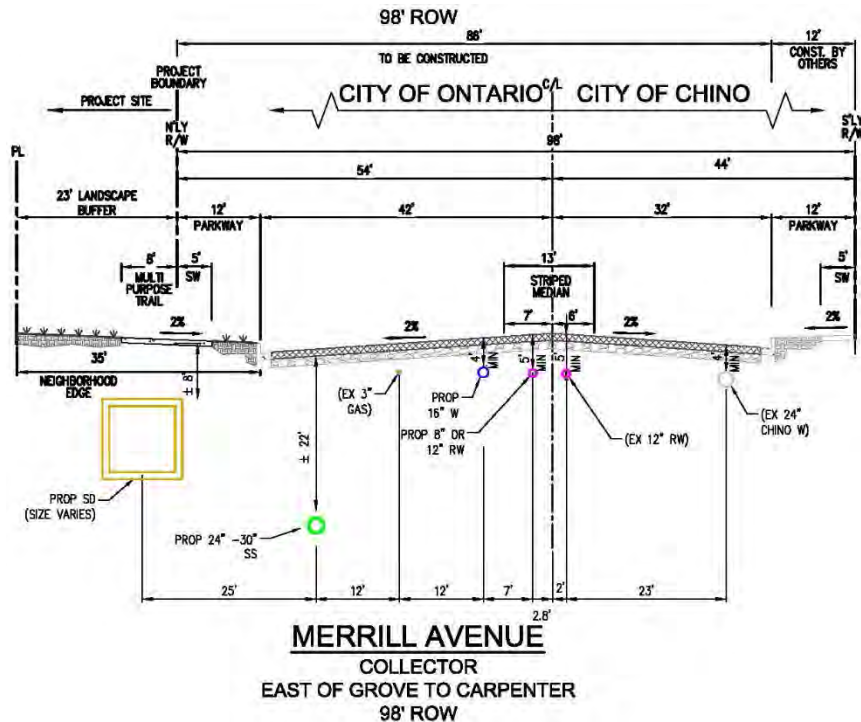 98' ROW
86'
12'
TO BE CONSTRUCTED
CONST. BY
OTHERS
PROJECT
BOUNDARY
PROJECT SITE
CITY OF ONTARIO
C/L
CITY OF CHINO
N'LY
R/W
S'LY
R/W
98'
PL
54'
44'
23' LANDSCAPE
BUFFER
12'
PARKWAY
42'
32'
12'
PARKWAY
8'
MULTI
PURPOSE
TRAIL
5'
SW
13'
STRIPED
MEDIAN
7'
6'
5'
SW
2%
2%
2%
2%
35'
NEIGHBORHOOD
EDGE
± 8'
4'
MIN
5'
MIN
5'
MIN
4'
MIN
(EX 3"
GAS)
PROP
16" W
PROP 8" OR
12" RW
(EX 12" RW)
(EX 24"
CHINO W)
± 22'
PROP SD
(SIZE VARIES)
PROP 24" -30"
SS
25'
12'
12'
7'
2.8'
2'
23'
MERRILL AVENUE
COLLECTOR
EAST OF GROVE TO CARPENTER
98' ROW